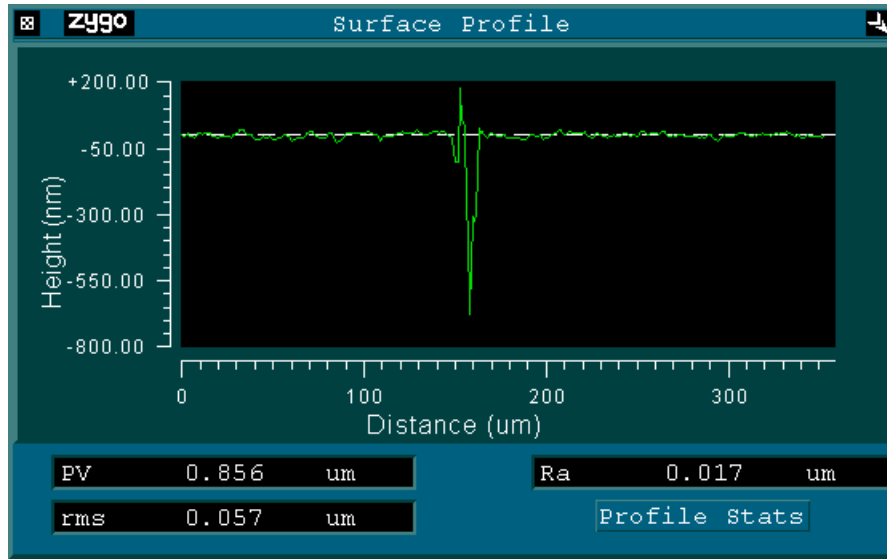 zygo Surface Profile
+200.00
-50.00
-300.00
-550.00
-800.00
Height (nm)
0 100 200 300
Distance (um)
PV 0.856 um Ra 0.017 um
rms 0.057 um Profile Stats